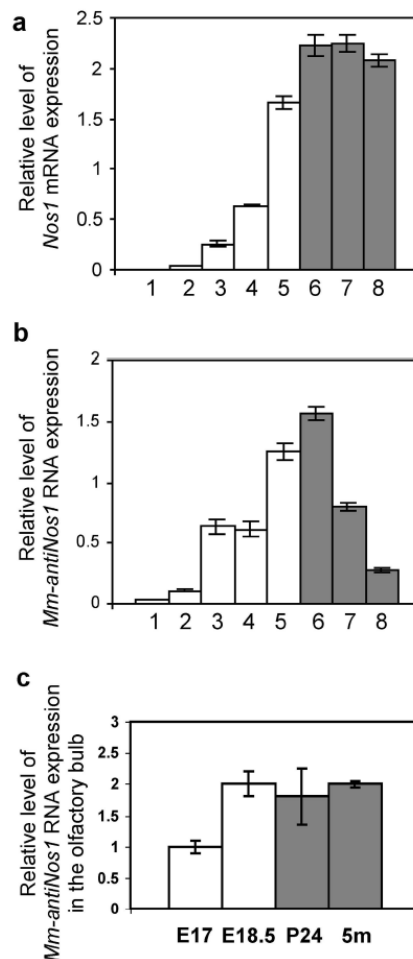 a
Relative level of
Nos1 mRNA expression
2.5
2
1.5
1
0.5
0
1 2 3 4 5 6 7 8
b
Relative level of
Mm-antiNos1 RNA expression
2
1.5
1
0.5
0
1 2 3 4 5 6 7 8
c
Relative level of
Mm-antiNos1 RNA expression
in the olfactory bulb
3
2.5
2
1.5
1
0.5
0
E17 E18.5 P24 5m